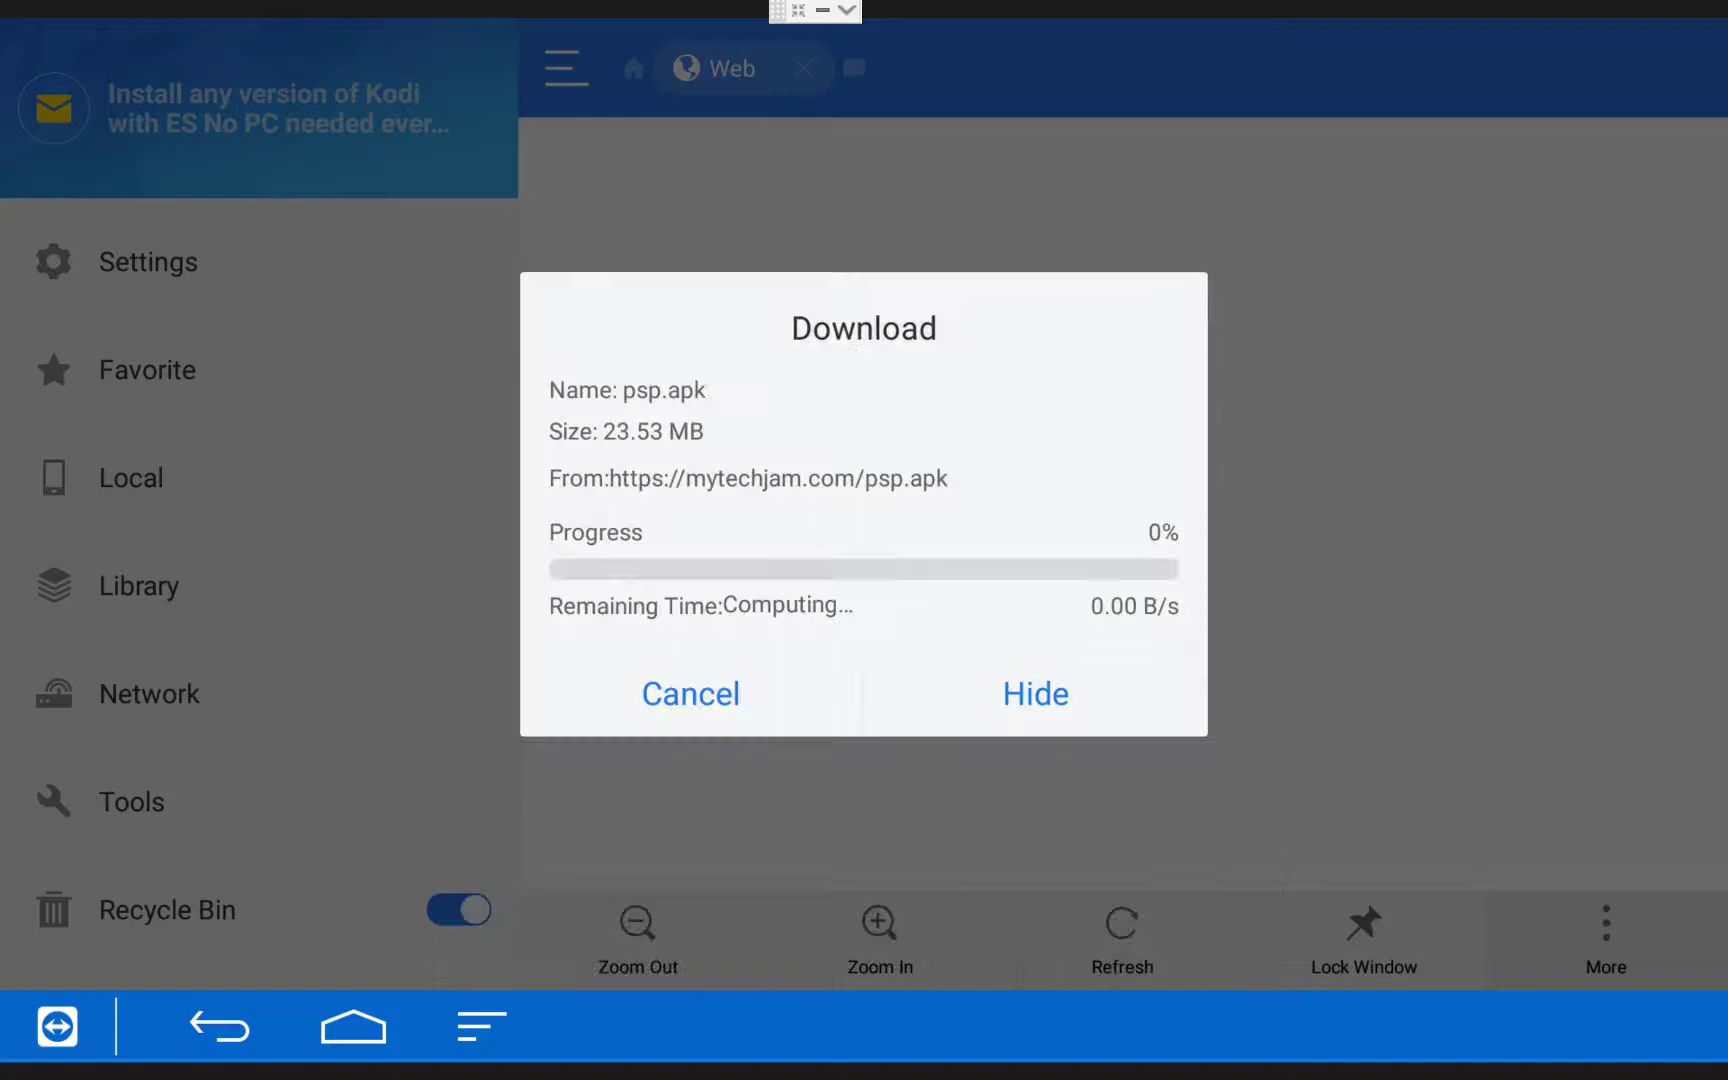 Install any version of Kodi
with ES No PC needed ever...
Web
Settings
Favorite
Local
Library
Network
Tools
Recycle Bin
Download
Name: psp.apk
Size: 23.53 MB
From:https://mytechjam.com/psp.apk
Progress 0%
Remaining Time:Computing... 0.00 B/s
Cancel Hide
Zoom Out Zoom In Refresh Lock Window More